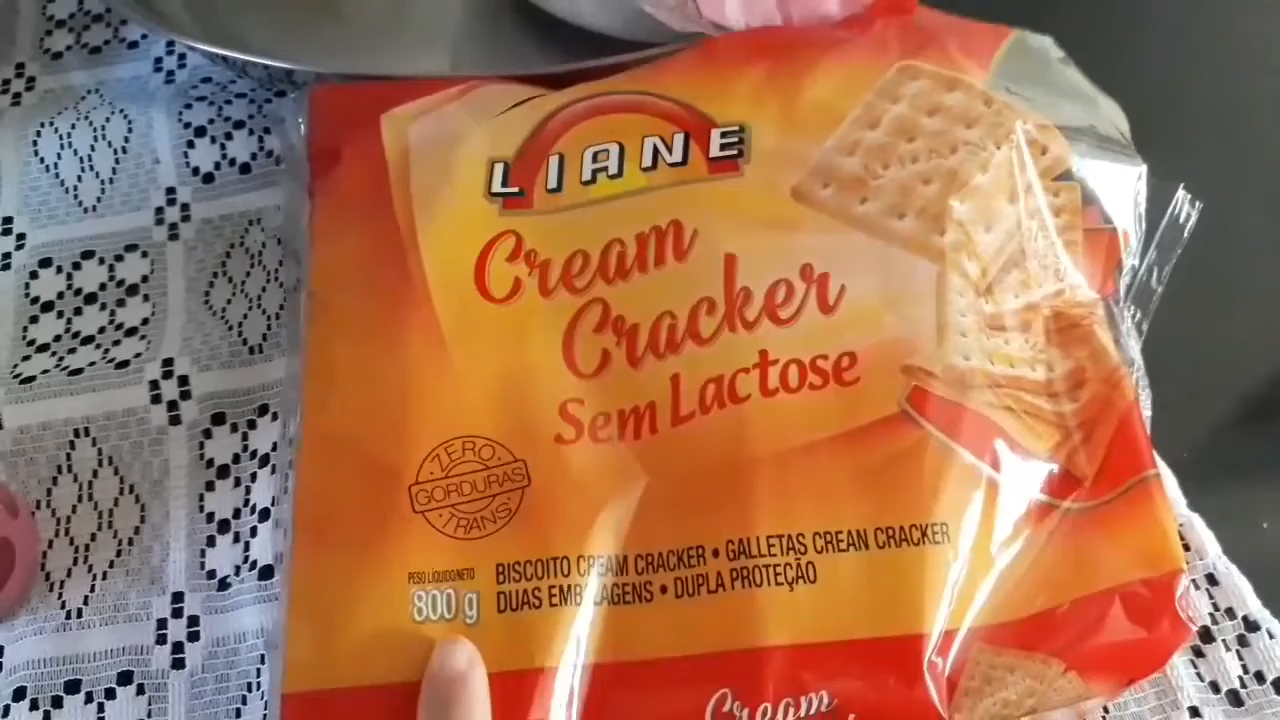 LIANE
Cream
Cracker
Sem Lactose
ZERO
GORDURAS
TRANS
PESO LÍQUIDO/NETO
800 g
BISCOITO CREAM CRACKER • GALLETAS CREAN CRACKER
DUAS EMBALAGENS • DUPLA PROTEÇÃO
Cream